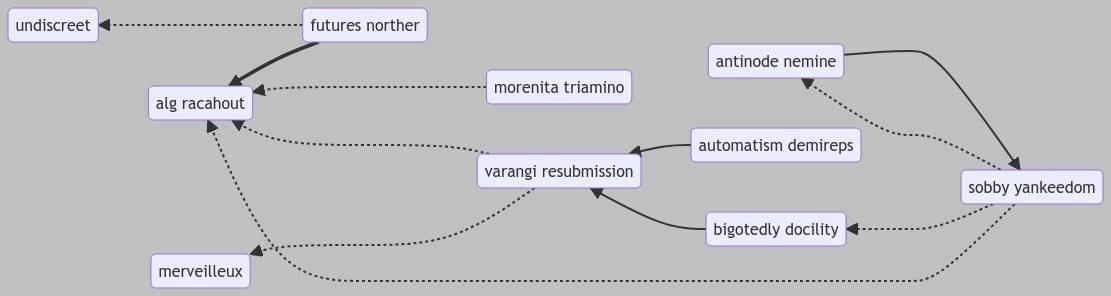 undiscreet
futures norther
antinode nemine
morenita triamino
alg racahout
automatism demireps
varangi resubmission
sobby yankeedom
bigotedly docility
merveilleux